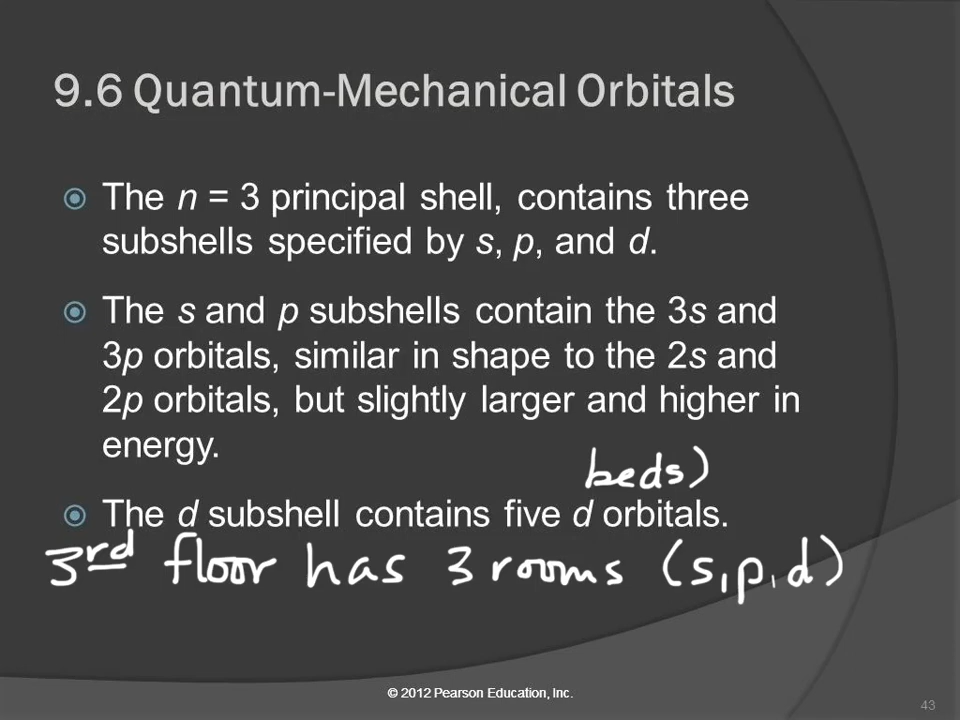 9.6 Quantum-Mechanical Orbitals
The n = 3 principal shell, contains three
subshells specified by s, p, and d.
The s and p subshells contain the 3s and
3p orbitals, similar in shape to the 2s and
2p orbitals, but slightly larger and higher in
energy.
beds)
The d subshell contains five d orbitals.
3rd floor has 3 rooms (s,p,d)
© 2012 Pearson Education, Inc.
43